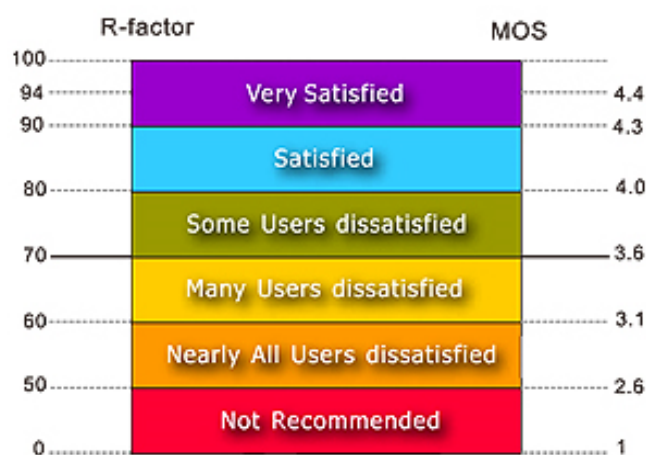 R-factor MOS
100
Very Satisfied
94 4.4
90 4.3
Satisfied
80 4.0
Some Users dissatisfied
70 3.6
Many Users dissatisfied
60 3.1
Nearly All Users dissatisfied
50 2.6
Not Recommended
0 1